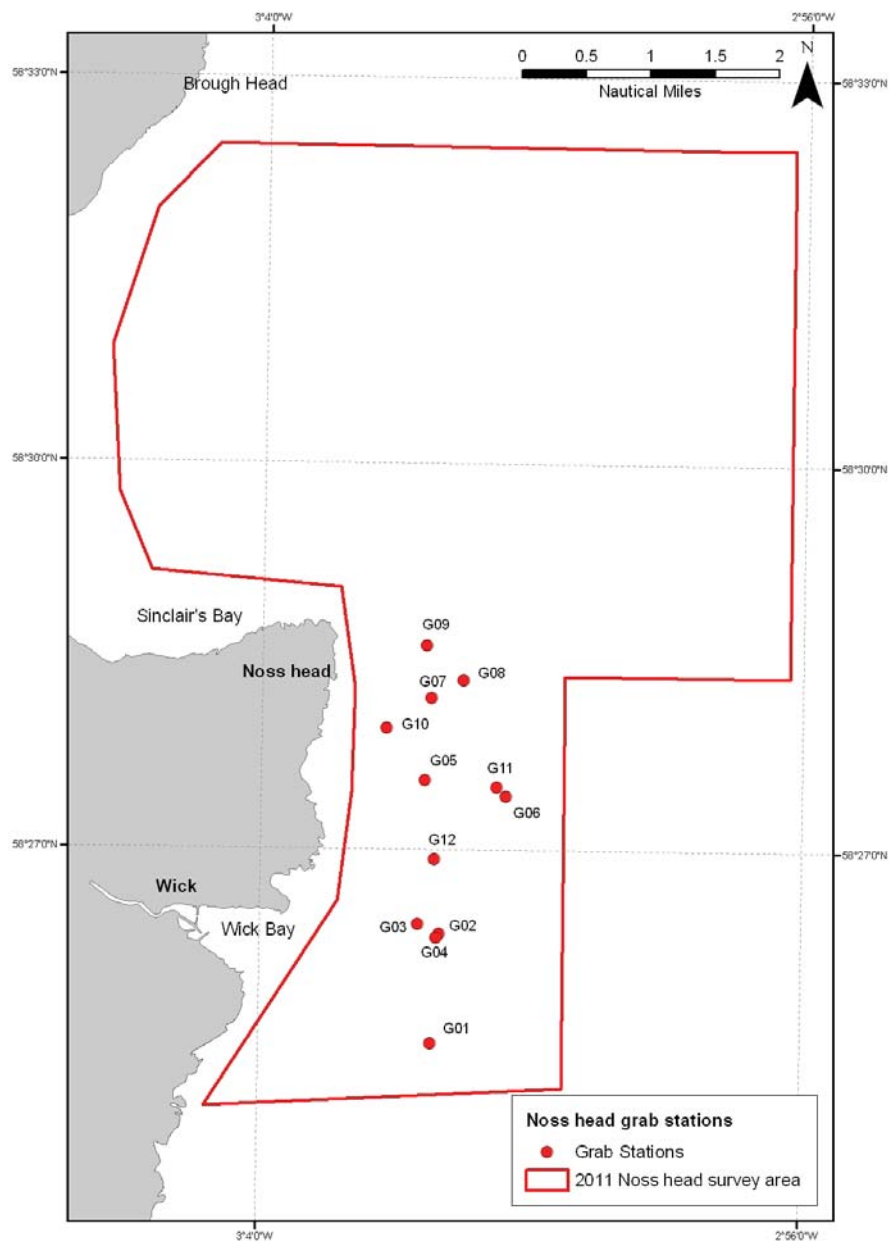 3°4'0"W
2°56'0"W
0 0.5 1 1.5 2
Nautical Miles
N
58°33'0"N
58°33'0"N
Brough Head
58°30'0"N
58°30'0"N
Sinclair's Bay
Noss head
G09
G08
G07
G10
G05
G11
G06
58°27'0"N
58°27'0"N
G12
Wick
Wick Bay
G03
G02
G04
G01
Noss head grab stations
Grab Stations
2011 Noss head survey area
3°4'0"W
2°56'0"W